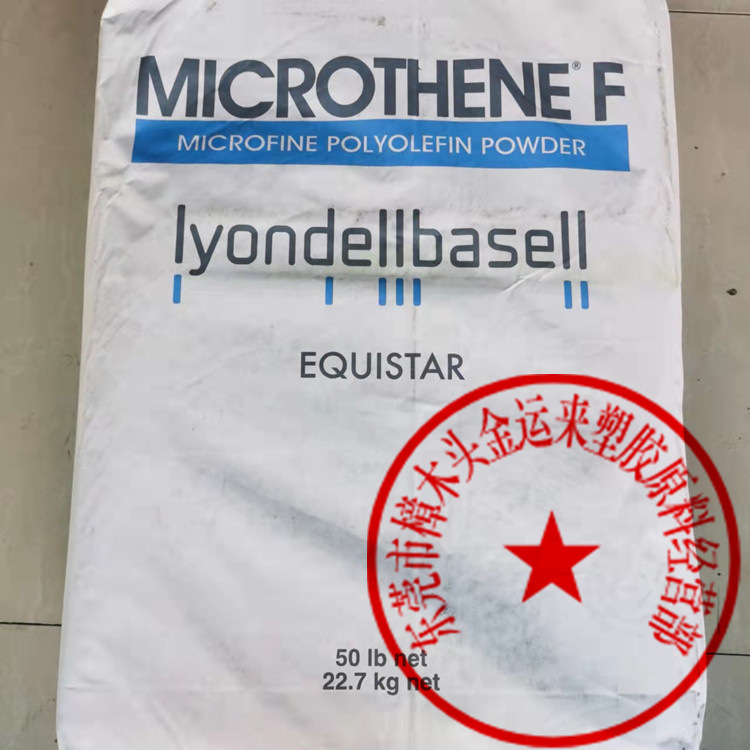 MICROTHENE® F
MICROFINE POLYOLEFIN POWDER
lyondellbasell
EQUISTAR
东莞市樟木头金运来塑胶原料经营部
50 lb net
22.7 kg net